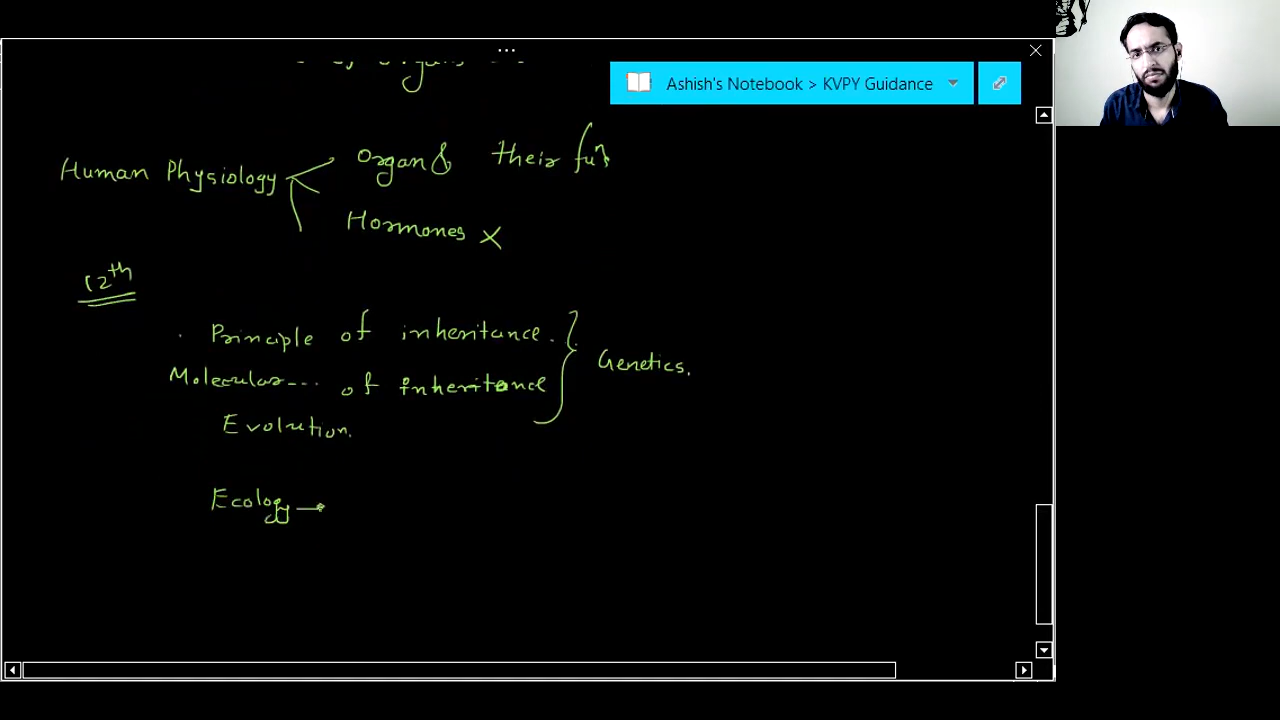 Organs
Ashish's Notebook > KVPY Guidance
Human Physiology
Organ & their fun
Hormones X
12th
Principle of inheritance.
Molecular--- of inheritance
Genetics.
Evolution.
Ecology →